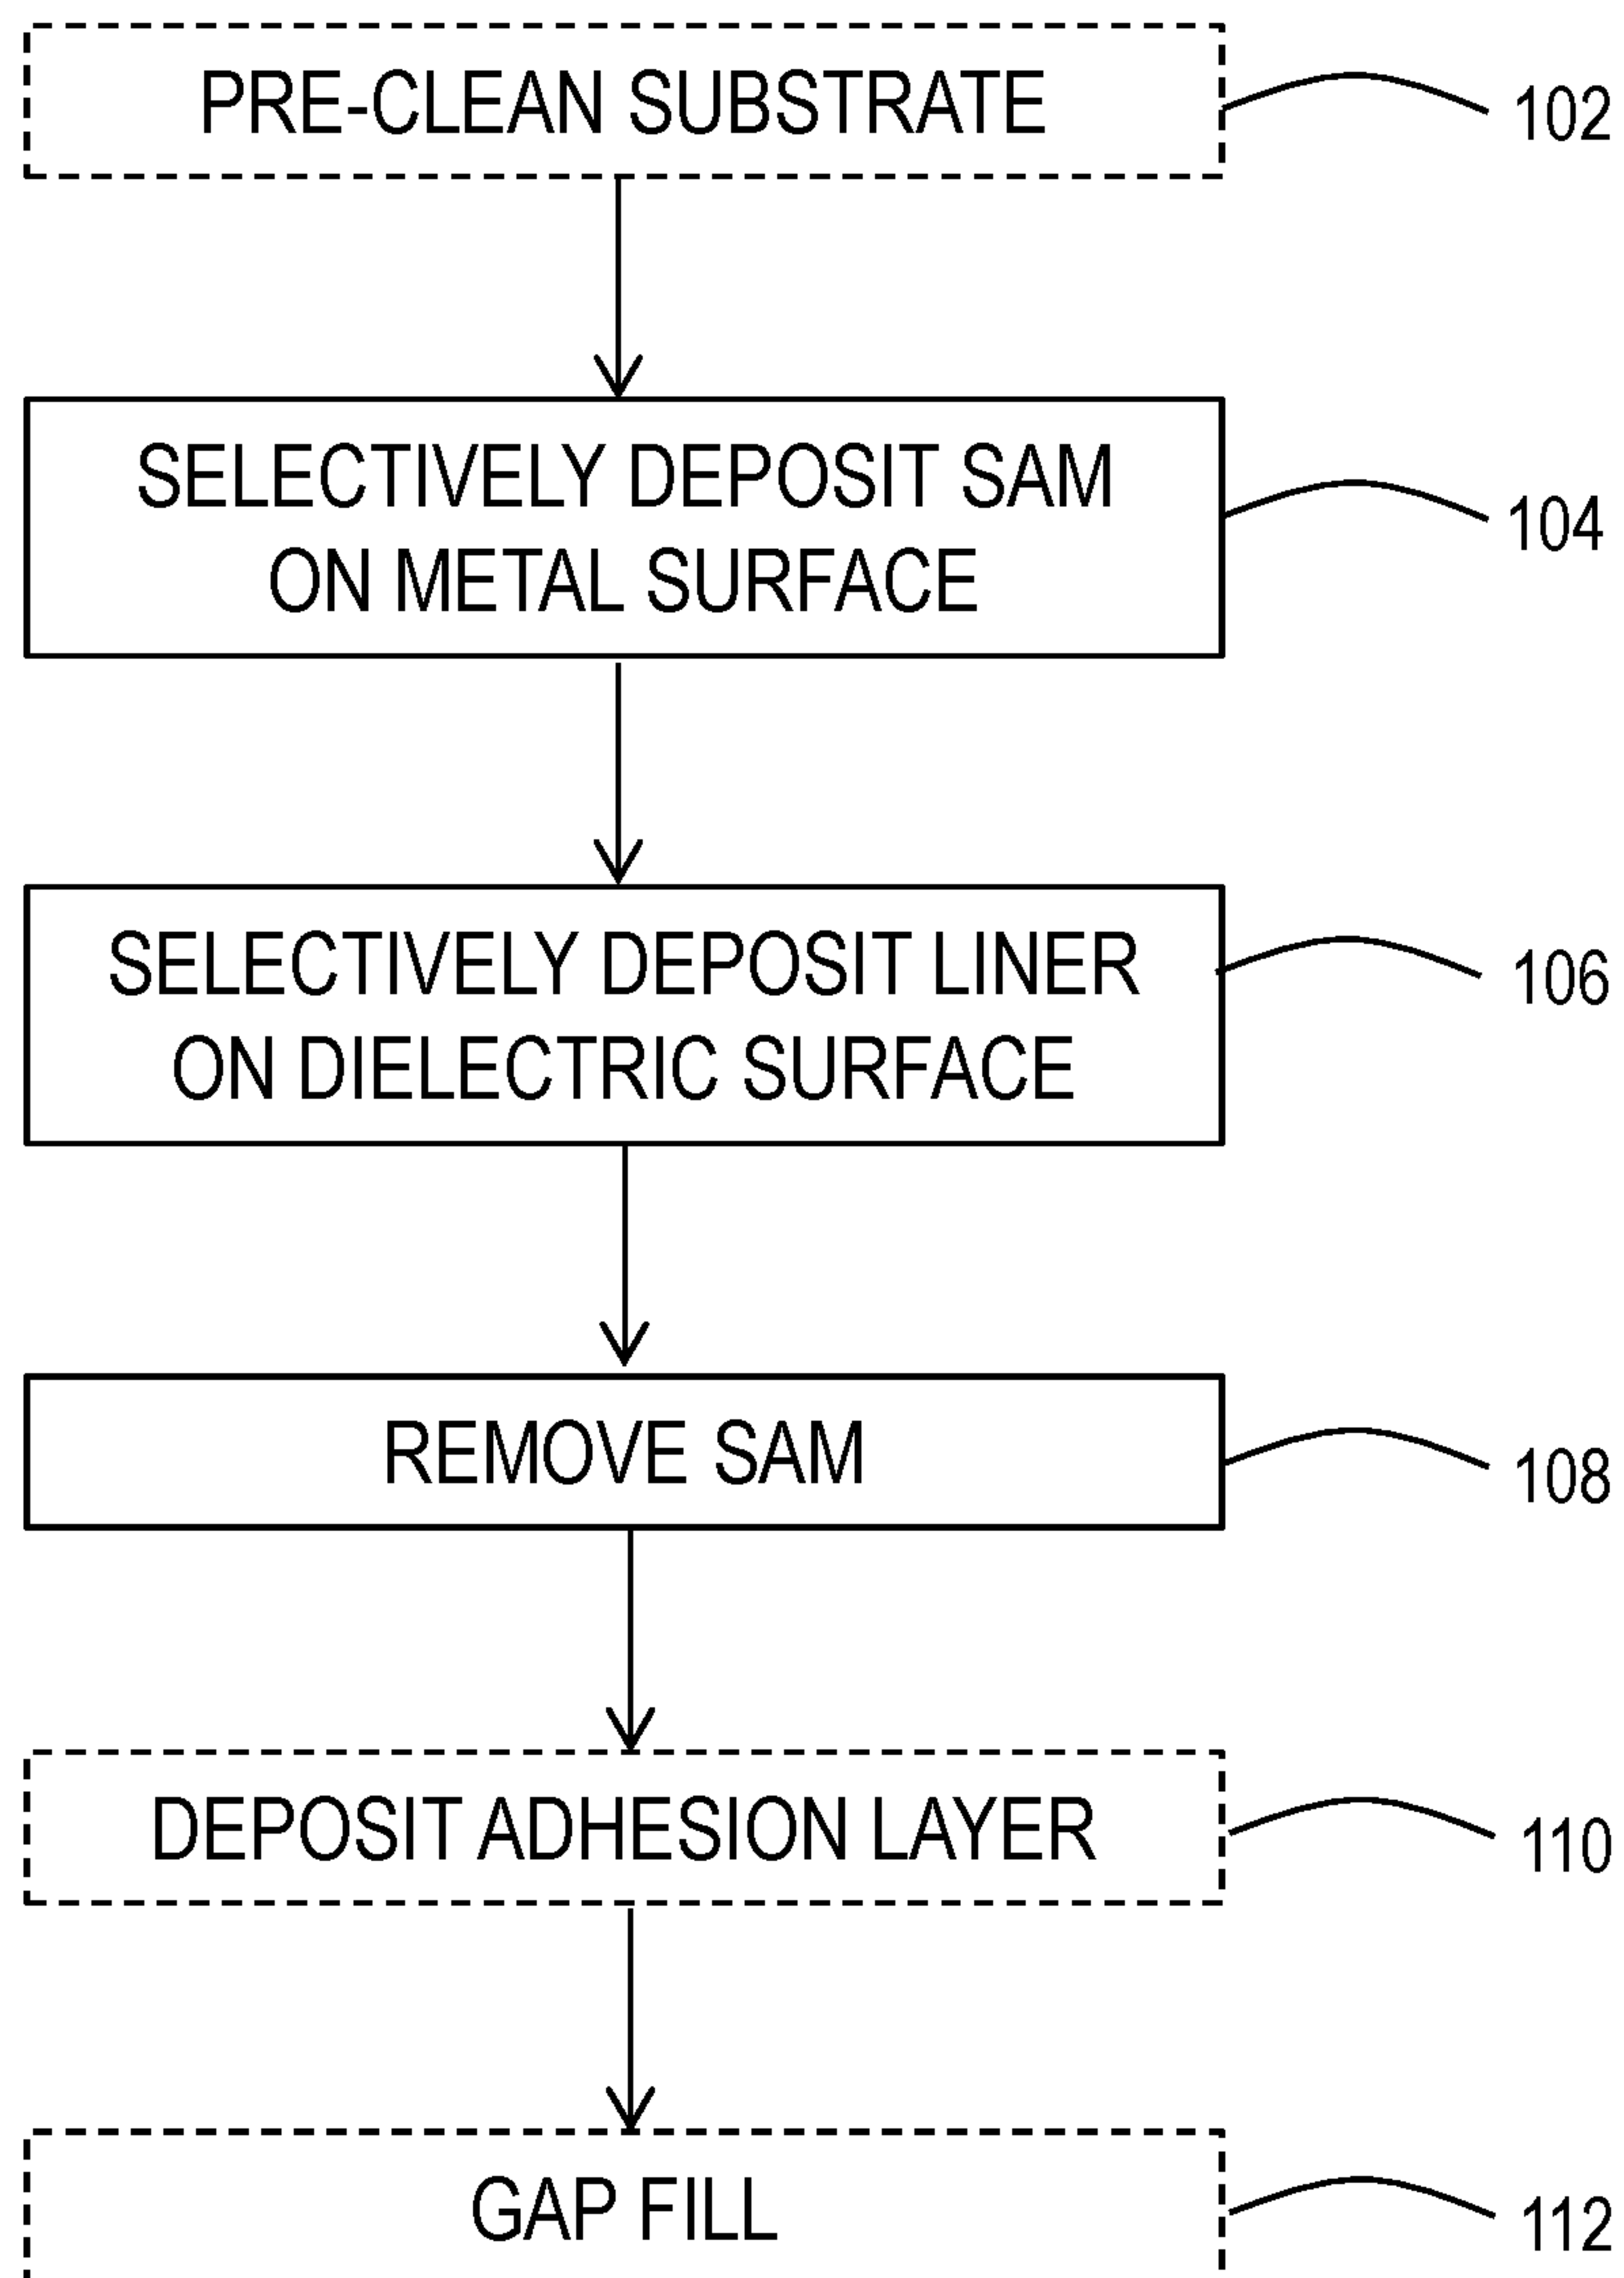 PRE-CLEAN SUBSTRATE
102
SELECTIVELY DEPOSIT SAM
ON METAL SURFACE
104
SELECTIVELY DEPOSIT LINER
ON DIELECTRIC SURFACE
106
REMOVE SAM
108
DEPOSIT ADHESION LAYER
110
GAP FILL
112